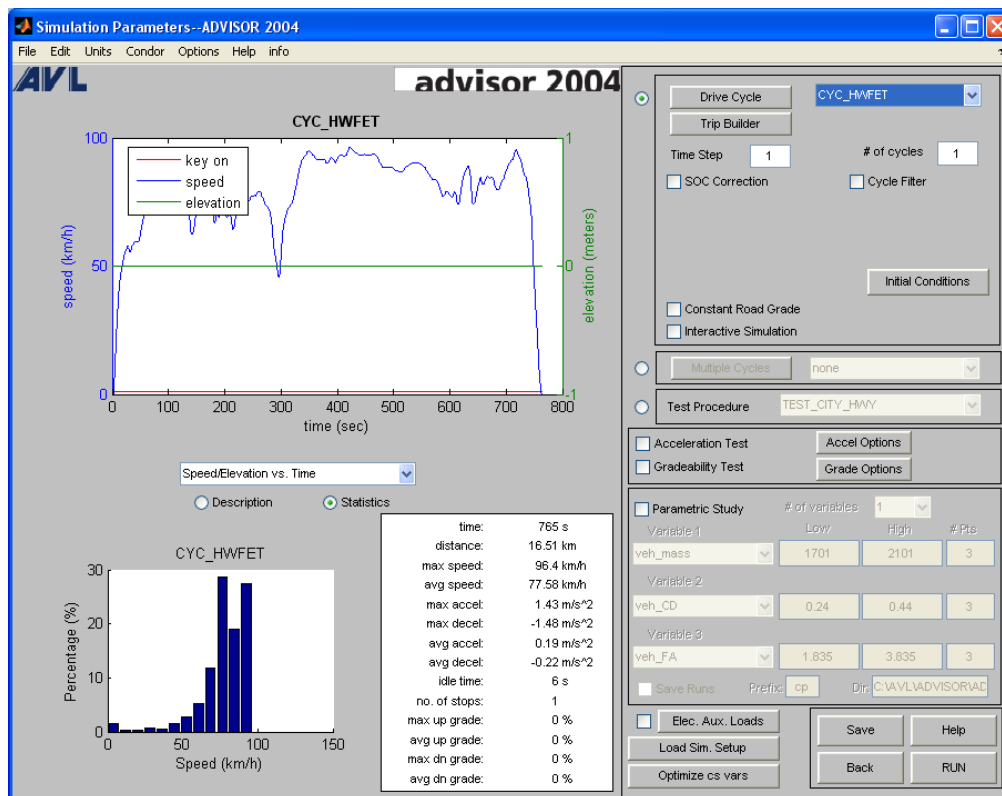 Simulation Parameters--ADVISOR 2004
File Edit Units Condor Options Help info
AVL advisor 2004
CYC_HWFET
key on
speed
elevation
100
50
0
speed (km/h)
1
0
-1
elevation (meters)
0 100 200 300 400 500 600 700 800
time (sec)
Speed/Elevation vs. Time
Description Statistics
CYC_HWFET
30
20
10
0
Percentage (%)
0 50 100 150
Speed (km/h)
time: 765 s
distance: 16.51 km
max speed: 96.4 km/h
avg speed: 77.58 km/h
max accel: 1.43 m/s^2
max decel: -1.48 m/s^2
avg accel: 0.19 m/s^2
avg decel: -0.22 m/s^2
idle time: 6 s
no. of stops: 1
max up grade: 0 %
avg up grade: 0 %
max dn grade: 0 %
avg dn grade: 0 %
Drive Cycle CYC_HWFET
Trip Builder
Time Step 1 # of cycles 1
SOC Correction Cycle Filter
Initial Conditions
Constant Road Grade
Interactive Simulation
Multiple Cycles none
Test Procedure TEST_CITY_HWY
Acceleration Test Accel Options
Gradeability Test Grade Options
Parametric Study # of variables 1
Variable 1 Low High # Pts
veh_mass 1701 2101 3
Variable 2
veh_CD 0.24 0.44 3
Variable 3
veh_FA 1.835 3.835 3
Save Runs Prefix: cp Dir: C:\AVL\ADVISOR\AD
Elec. Aux. Loads
Load Sim. Setup
Optimize cs vars
Save Help
Back RUN